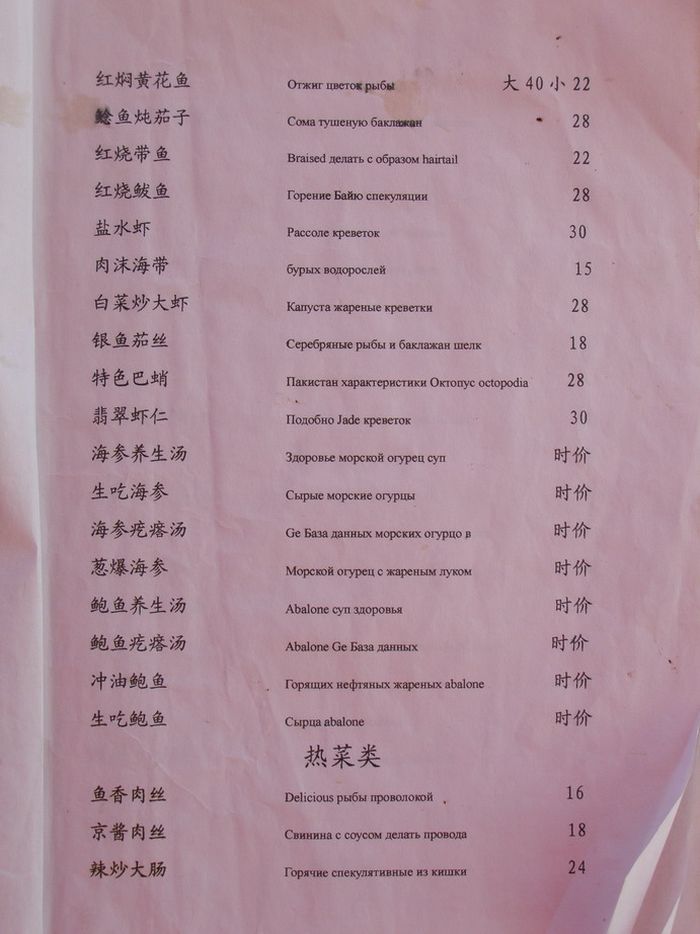 红焖黄花鱼 Отжиг цветок рыбы 大 40 小 22
鲶鱼炖茄子 Сома тушеную баклажан 28
红烧带鱼 Braised делать с образом hairtail 22
红烧鲅鱼 Горение Байю спекуляции 28
盐水虾 Рассоле креветок 30
肉沫海带 бурых водорослей 15
白菜炒大虾 Капуста жареные креветки 28
银鱼茄丝 Серебряные рыбы и баклажан шелк 18
特色巴蛸 Пакистан характеристики Октопус octopodia 28
翡翠虾仁 Подобно Jade креветок 30
海参养生汤 Здоровье морской огурец суп 时价
生吃海参 Сырые морские огурцы 时价
海参疙瘩汤 Ge База данных морских огурцо в 时价
葱爆海参 Морской огурец с жареным луком 时价
鲍鱼养生汤 Abalone суп здоровья 时价
鲍鱼疙瘩汤 Abalone Ge База данных 时价
冲油鲍鱼 Горящих нефтяных жареных abalone 时价
生吃鲍鱼 Сырца abalone 时价
热菜类
鱼香肉丝 Delicious рыбы проволокой 16
京酱肉丝 Свинина с соусом делать провода 18
辣炒大肠 Горячие спекулятивные из кишки 24